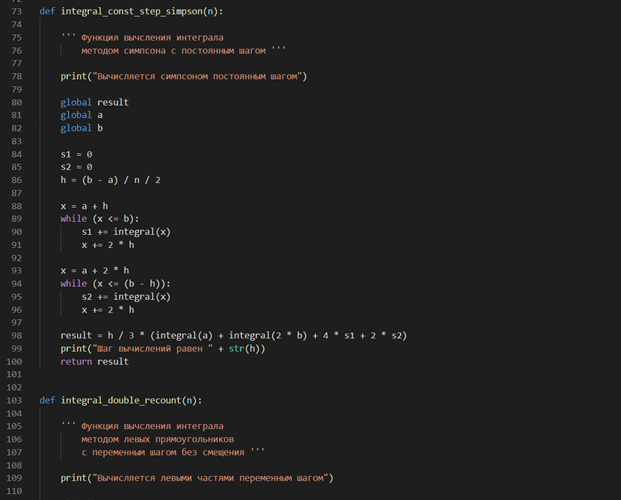 73 def integral_const_step_simpson(n):
74
75 ''' Функция вычсления интеграла
76 методом симпсона с постоянным шагом '''
77
78 print("Вычисляется симпсоном постоянным шагом")
79
80 global result
81 global a
82 global b
83
84 s1 = 0
85 s2 = 0
86 h = (b - a) / n / 2
87
88 x = a + h
89 while (x <= b):
90 s1 += integral(x)
91 x += 2 * h
92
93 x = a + 2 * h
94 while (x <= (b - h)):
95 s2 += integral(x)
96 x += 2 * h
97
98 result = h / 3 * (integral(a) + integral(2 * b) + 4 * s1 + 2 * s2)
99 print("Шаг вычислений равен " + str(h))
100 return result
101
102
103 def integral_double_recount(n):
104
105 ''' Функция вычсления интеграла
106 методом левых прямоугольников
107 с переменным шагом без смещения '''
108
109 print("Вычисляется левыми частями переменным шагом")
110